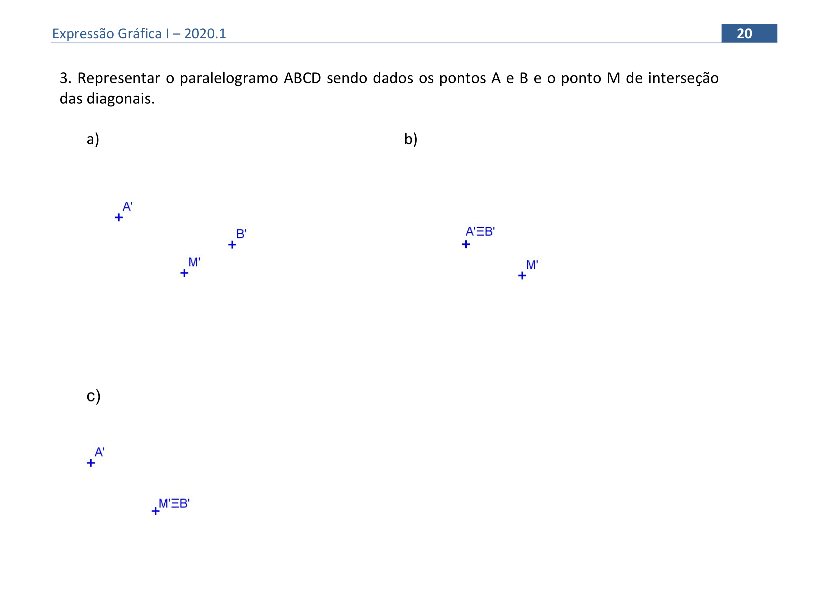 Expressão Gráfica I – 2020.1
20
3. Representar o paralelogramo ABCD sendo dados os pontos A e B e o ponto M de interseção
das diagonais.
a)
b)
A'
B'
M'
A'ΞB'
M'
c)
A'
M'ΞB'